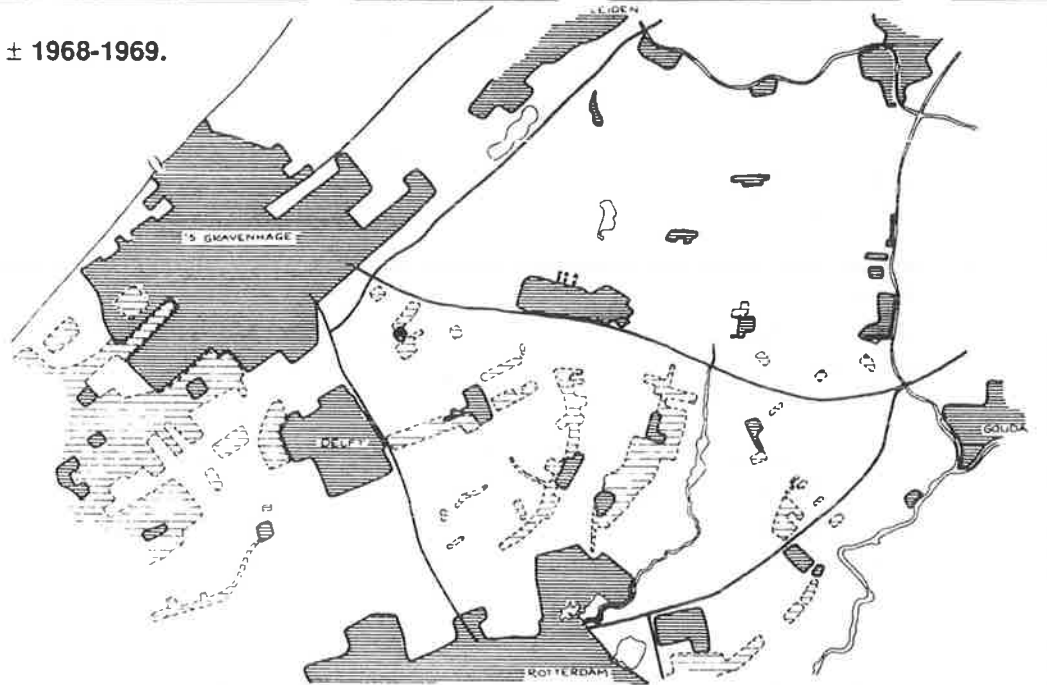 LEIDEN
± 1968-1969.
'S GRAVENHAGE
DELFT
GOUDA
ROTTERDAM